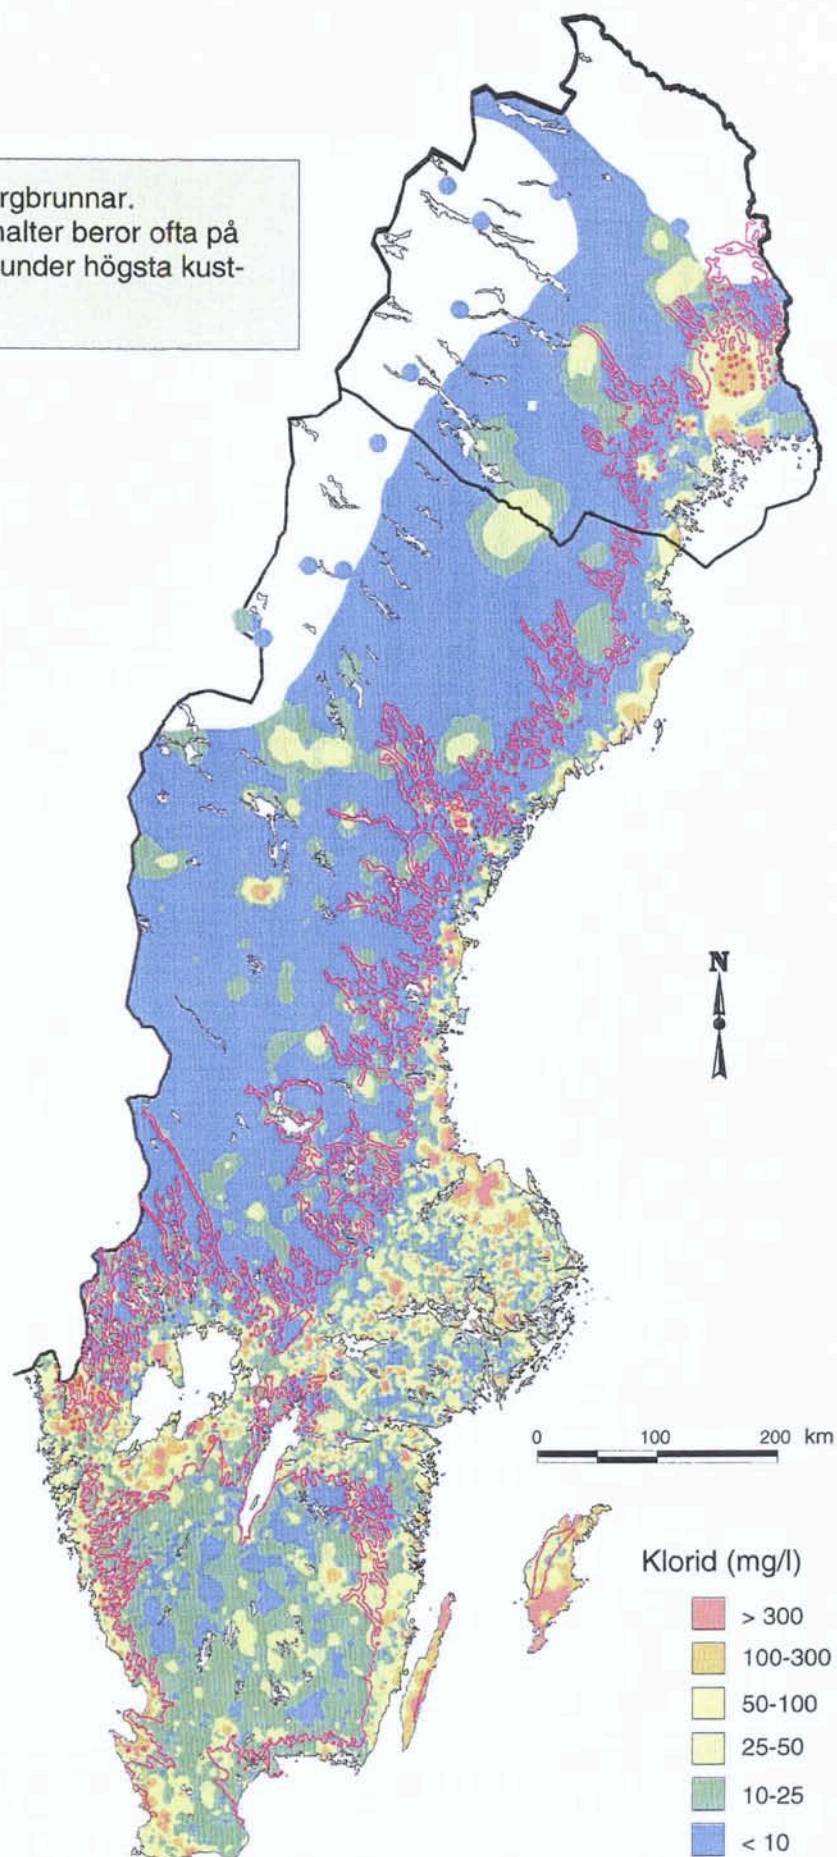 rgbrunnar.
halter beror ofta på
under högsta kust-
N
0 100 200 km
Klorid (mg/l)
> 300
100-300
50-100
25-50
10-25
< 10